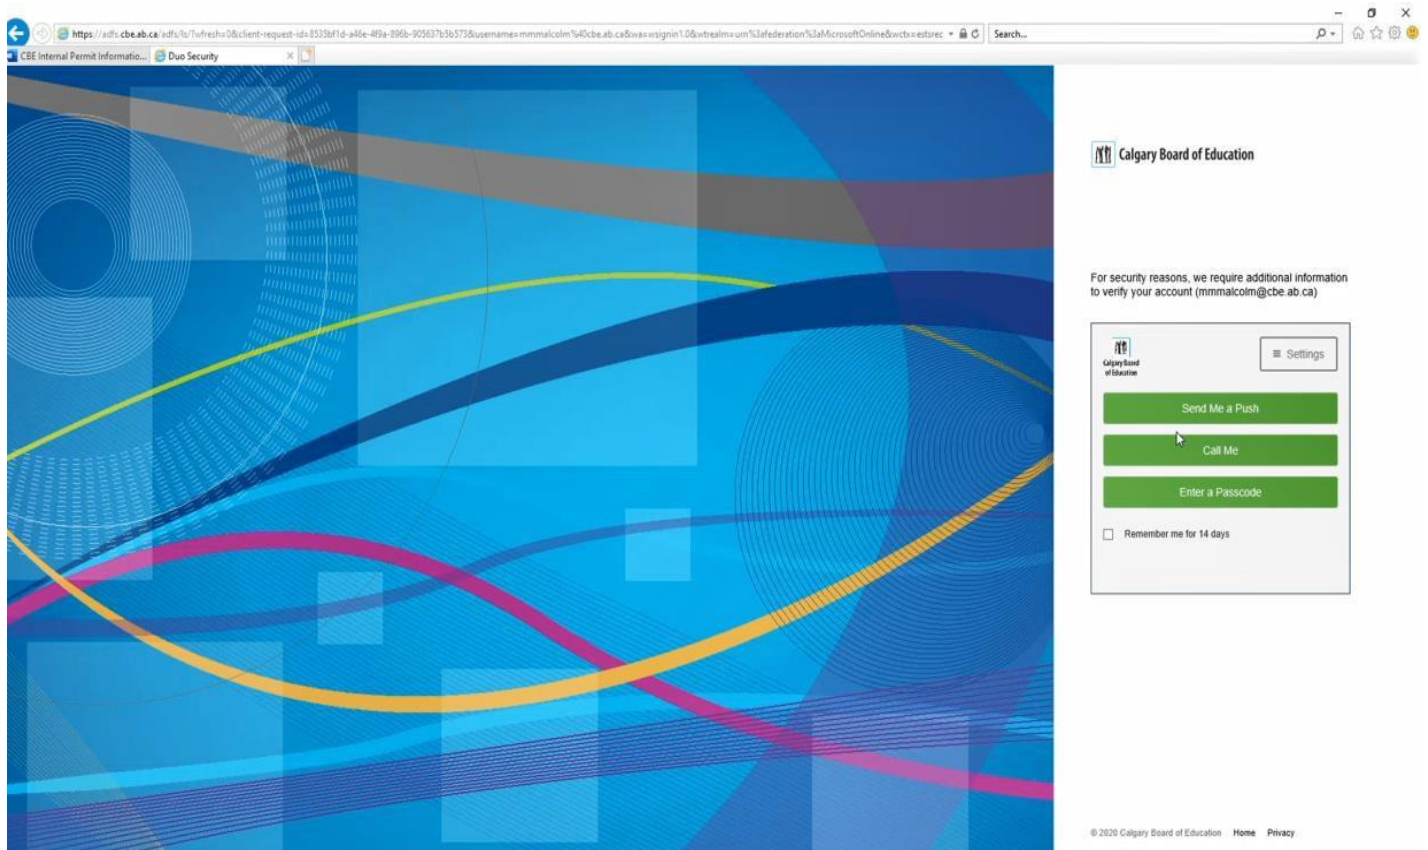 https://adfs.cbe.ab.ca/adfs/ls/?wfresh=0&client-request-id=8535bf1d-a46e-4f9a-896b-905637b5b573&username=mmmalcolm%40cbe.ab.ca&wa=wsignin1.0&wtrealm=urn%3afederation%3aMicrosoftOnline&wctx=estsrec
Search...
CBE Internal Permit Informatio...
Duo Security
Calgary Board of Education
For security reasons, we require additional information
to verify your account (mmmalcolm@cbe.ab.ca)
Calgary Board
of Education
Settings
Send Me a Push
Call Me
Enter a Passcode
Remember me for 14 days
© 2020 Calgary Board of Education Home Privacy